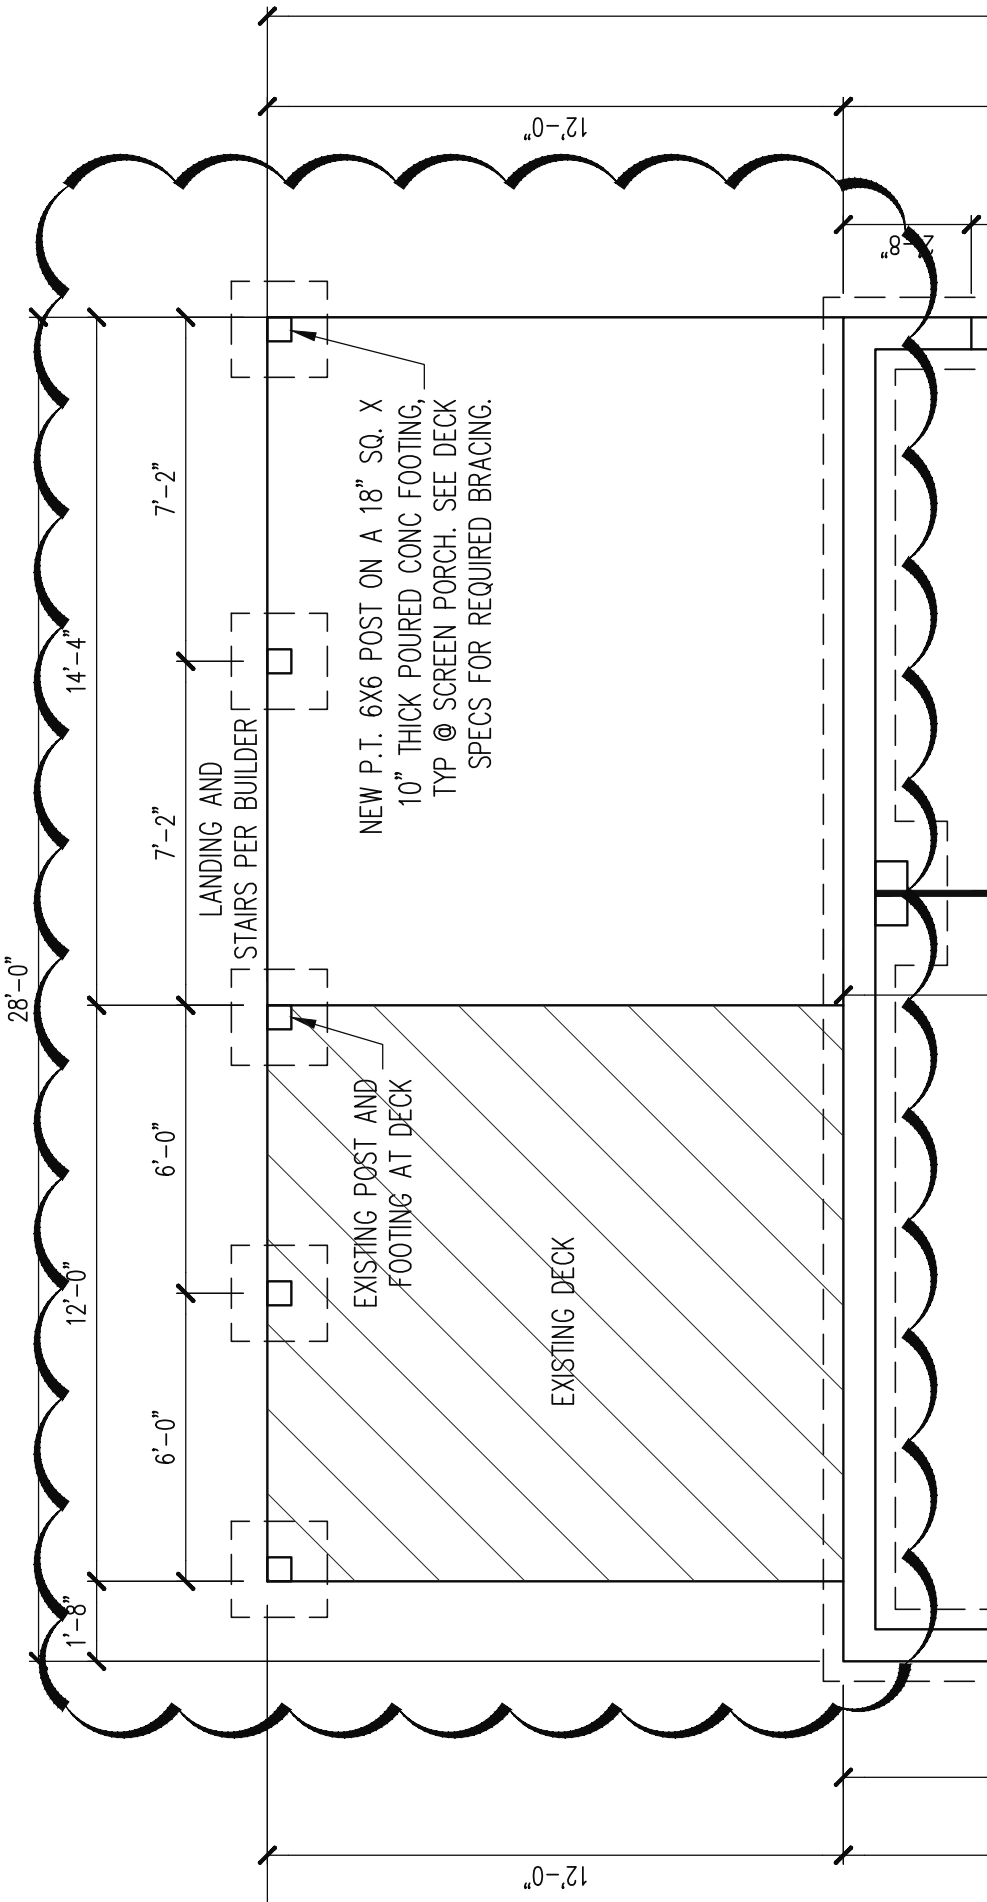 28'-0"
1'-8"
12'-0"
14'-4"
6'-0"
6'-0"
7'-2"
7'-2"
LANDING AND
STAIRS PER BUILDER
EXISTING POST AND
FOOTING AT DECK
NEW P.T. 6X6 POST ON A 18" SQ. X
10" THICK POURED CONC FOOTING,
TYP @ SCREEN PORCH. SEE DECK
SPECS FOR REQUIRED BRACING.
EXISTING DECK
12'-0"
12'-0"
2'-8"